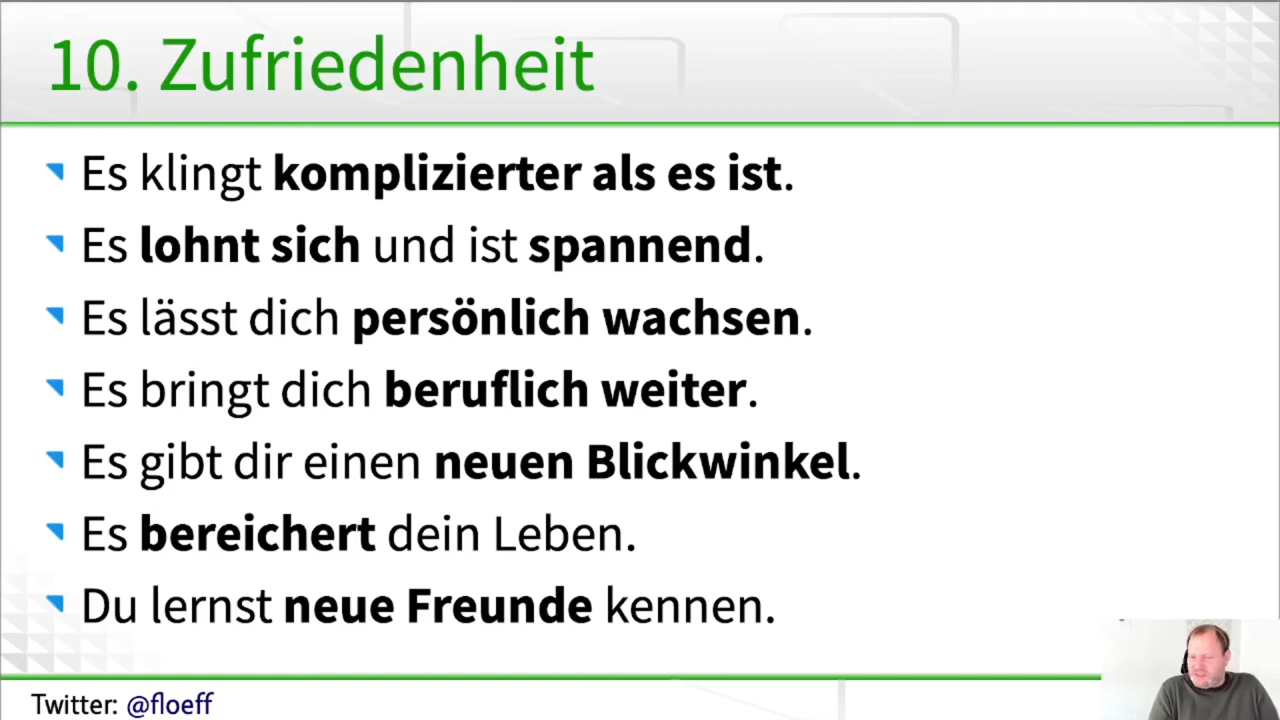 10. Zufriedenheit
Es klingt komplizierter als es ist.
Es lohnt sich und ist spannend.
Es lässt dich persönlich wachsen.
Es bringt dich beruflich weiter.
Es gibt dir einen neuen Blickwinkel.
Es bereichert dein Leben.
Du lernst neue Freunde kennen.
Twitter: @floeff